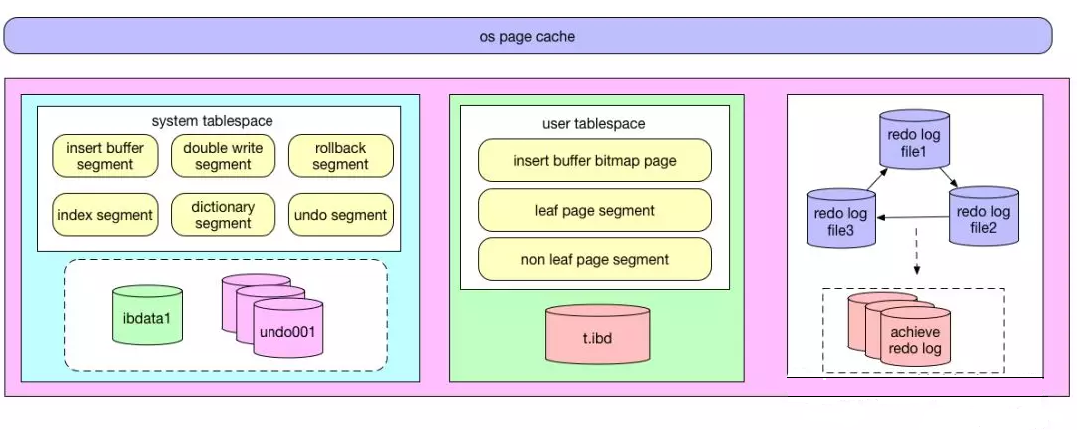 os page cache
system tablespace
insert buffer
segment
double write
segment
rollback
segment
index segment
dictionary
segment
undo segment
ibdata1
undo001
user tablespace
insert buffer bitmap page
leaf page segment
non leaf page segment
t.ibd
redo log
file1
redo log
file3
redo log
file2
achieve
redo log